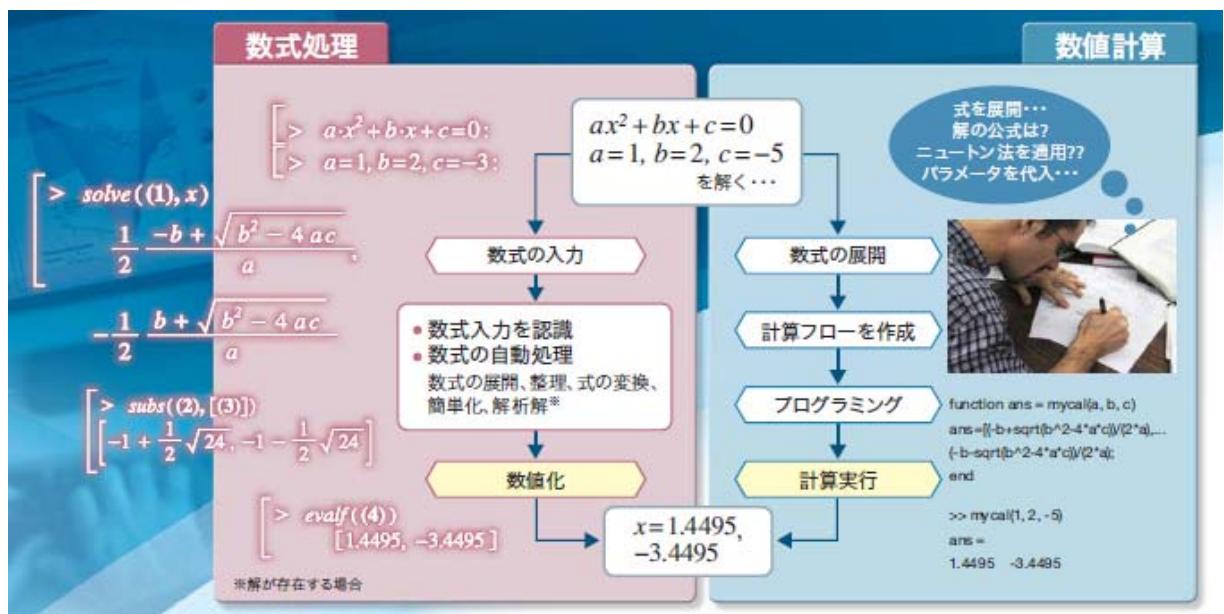 数式処理
数値計算
> a·x²+b·x+c=0:
> a=1, b=2, c=−3:
> solve((1), x)
1/2 (−b + √(b² − 4 ac))/a,
−1/2 (b + √(b² − 4 ac))/a
> subs((2), [(3)])
[−1 + 1/2 √24, −1 − 1/2 √24]
> evalf((4))
[1.4495, −3.4495]
※解が存在する場合
ax²+bx+c=0
a=1, b=2, c=−5
を解く・・・
数式の入力
●数式入力を認識
●数式の自動処理
数式の展開、整理、式の変換、
簡単化、解析解※
数値化
x=1.4495,
−3.4495
数式の展開
計算フローを作成
プログラミング
計算実行
式を展開・・・
解の公式は?
ニュートン法を適用??
パラメータを代入・・・
function ans = mycal(a, b, c)
ans=[(-b+sqrt(b^2-4*a*c))/(2*a),...
(-b-sqrt(b^2-4*a*c))/(2*a);
end
>> mycal(1, 2, -5)
ans =
1.4495 -3.4495